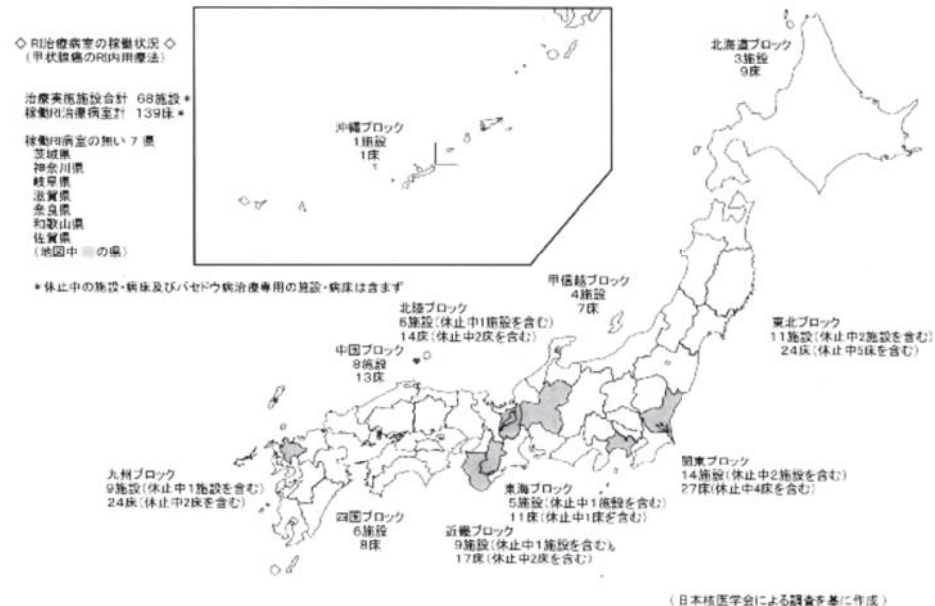 ◇ RI治療病室の稼働状況 ◇
(甲状腺癌のRI内用療法)
治療実施施設合計 68施設*
稼働RI治療病室計 139床*
稼働RI病室の無い7県
茨城県
神奈川県
岐阜県
滋賀県
奈良県
和歌山県
佐賀県
(地図中 の県)
*休止中の施設・病床及びバセドウ病治療専用の施設・病床は含まず
沖縄ブロック
1施設
1床
北海道ブロック
3施設
9床
甲信越ブロック
4施設
7床
北陸ブロック
6施設(休止中1施設を含む)
14床(休止中2床を含む)
東北ブロック
11施設(休止中2施設を含む)
24床(休止中5床を含む)
中国ブロック
8施設
13床
九州ブロック
9施設(休止中1施設を含む)
24床(休止中2床を含む)
関東ブロック
14施設(休止中2施設を含む)
27床(休止中4床を含む)
東海ブロック
5施設(休止中1施設を含む)
11床(休止中1床を含む)
四国ブロック
6施設
8床
近畿ブロック
9施設(休止中1施設を含む)。
17床(休止中2床を含む)
(日本核医学会による調査を基に作成)